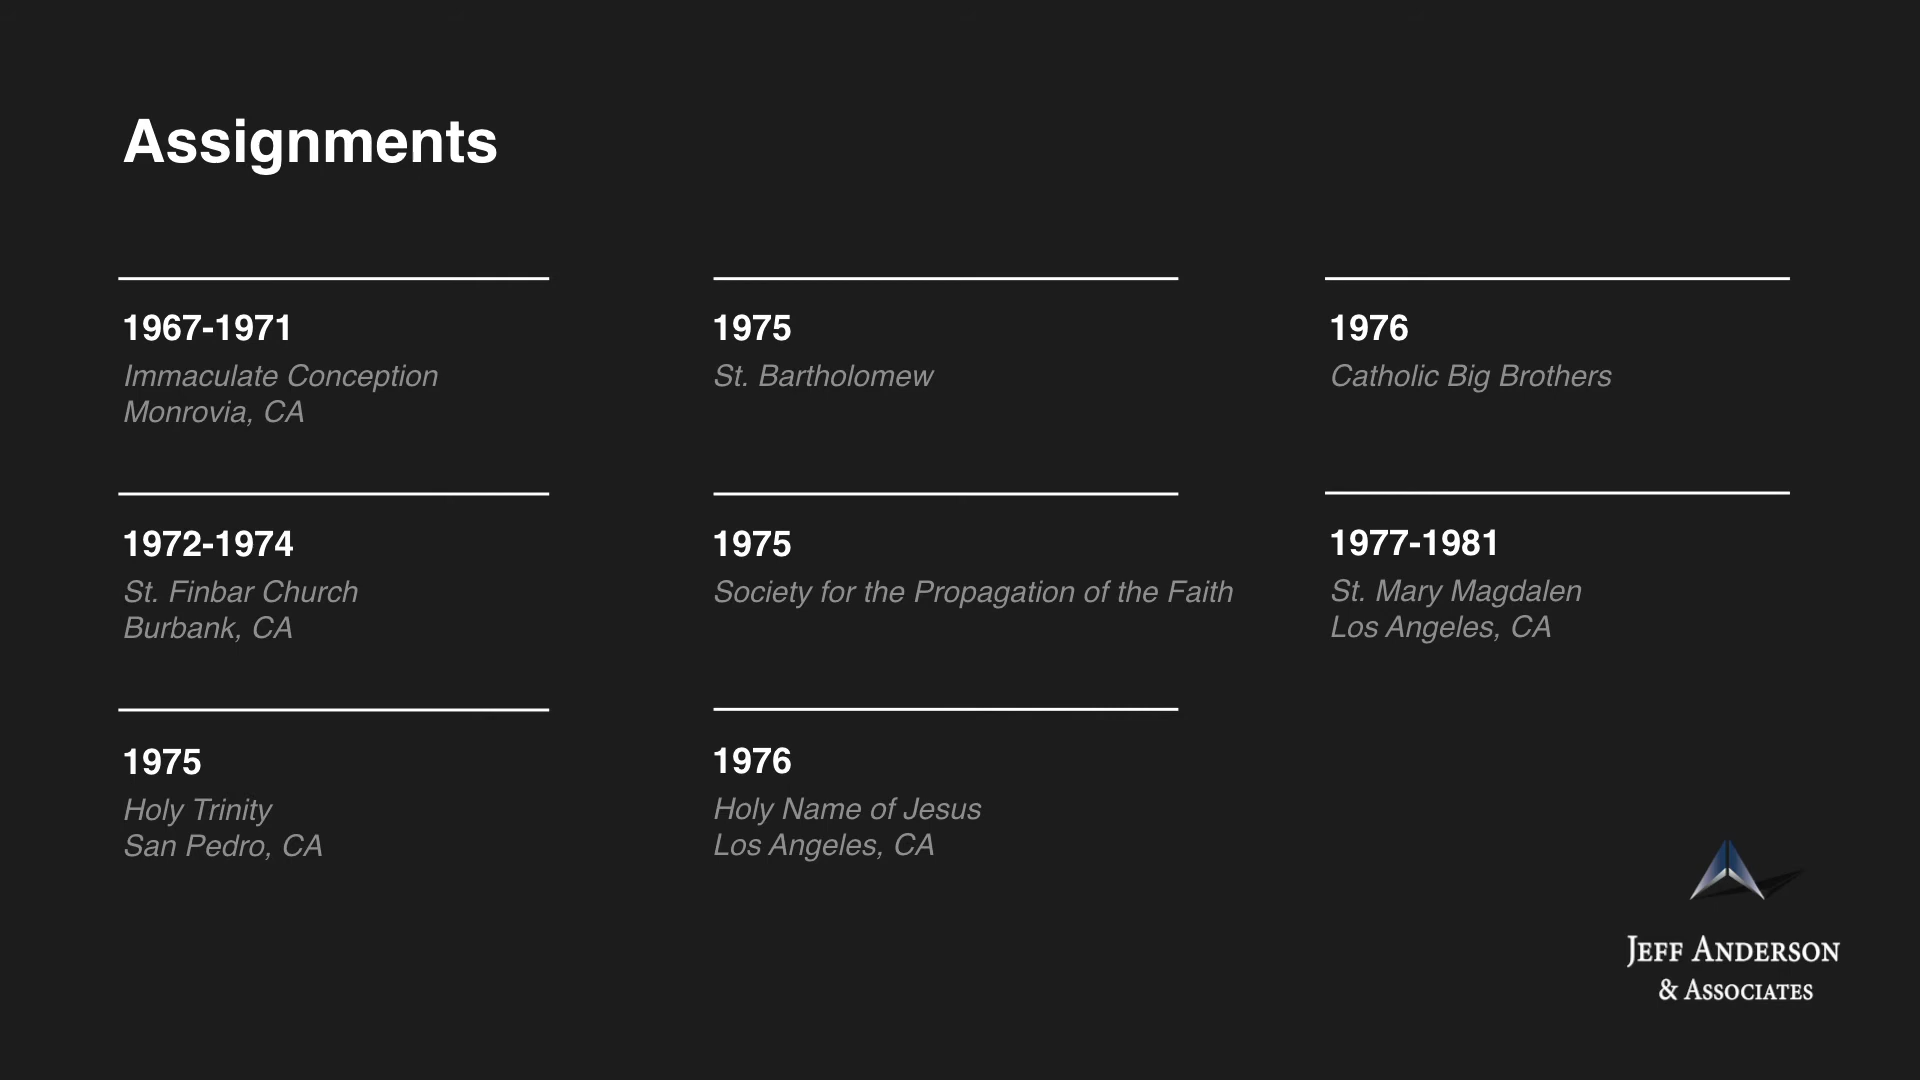 Assignments
1967-1971
Immaculate Conception
Monrovia, CA
1972-1974
St. Finbar Church
Burbank, CA
1975
Holy Trinity
San Pedro, CA
1975
St. Bartholomew
1975
Society for the Propagation of the Faith
1976
Holy Name of Jesus
Los Angeles, CA
1976
Catholic Big Brothers
1977-1981
St. Mary Magdalen
Los Angeles, CA
JEFF ANDERSON
& ASSOCIATES